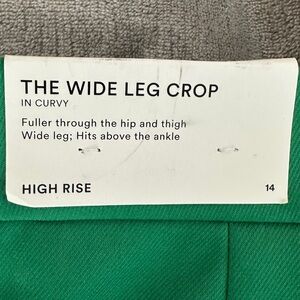 THE WIDE LEG CROP
IN CURVY
Fuller through the hip and thigh
Wide leg; Hits above the ankle
HIGH RISE 14